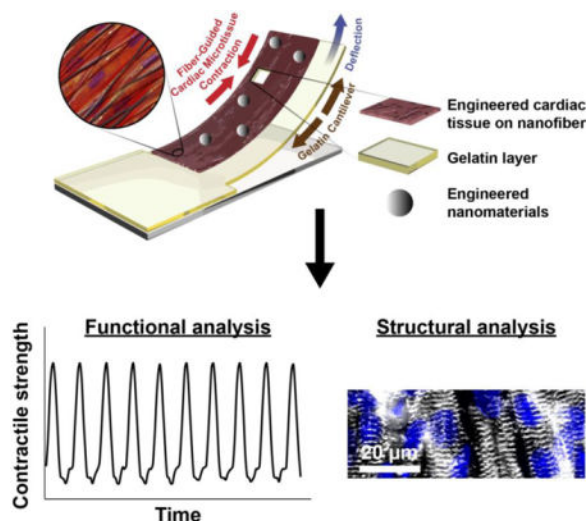 Fiber-Guided
Cardiac Microtissue
Contraction
Deflection
Gelatin Cantilever
Engineered cardiac
tissue on nanofiber
Gelatin layer
Engineered
nanomaterials
Functional analysis
Structural analysis
Contractile strength
Time
20 µm